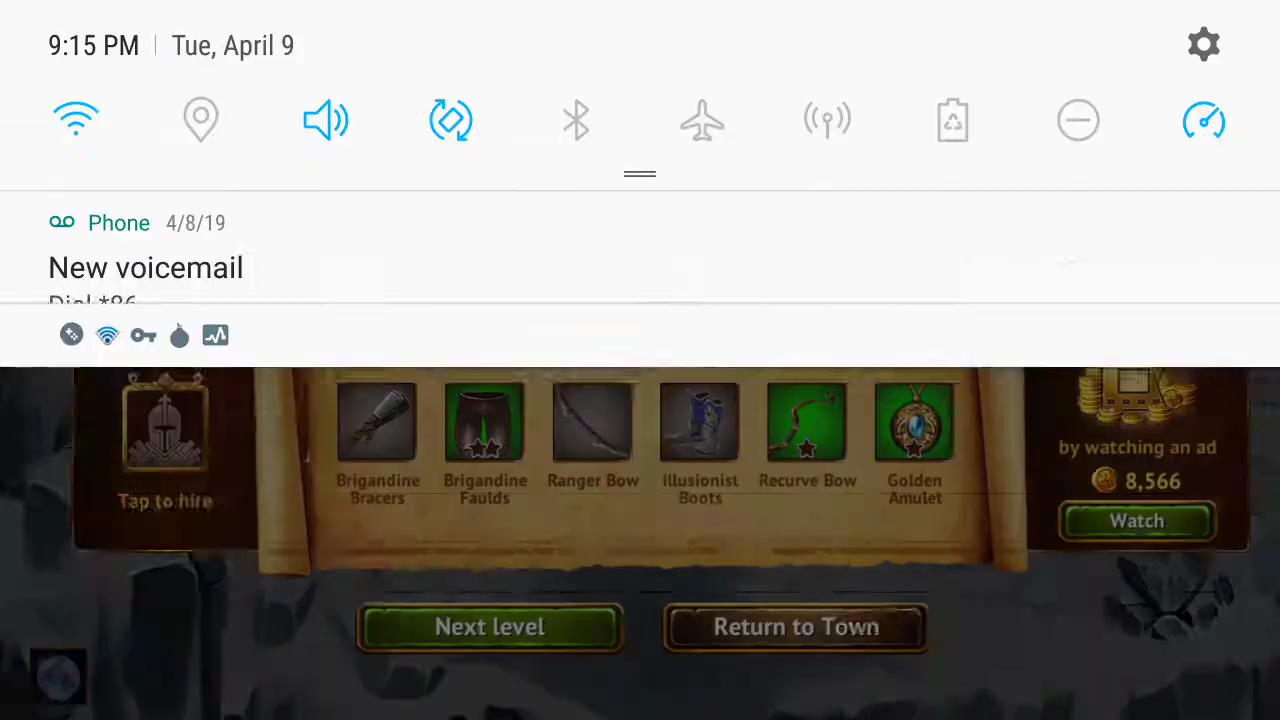 9:15 PM | Tue, April 9
Phone 4/8/19
New voicemail
Dial *86
Brigandine Bracers
Brigandine Faulds
Ranger Bow
Illusionist Boots
Recurve Bow
Golden Amulet
Tap to hire
by watching an ad
8,566
Watch
Next level
Return to Town